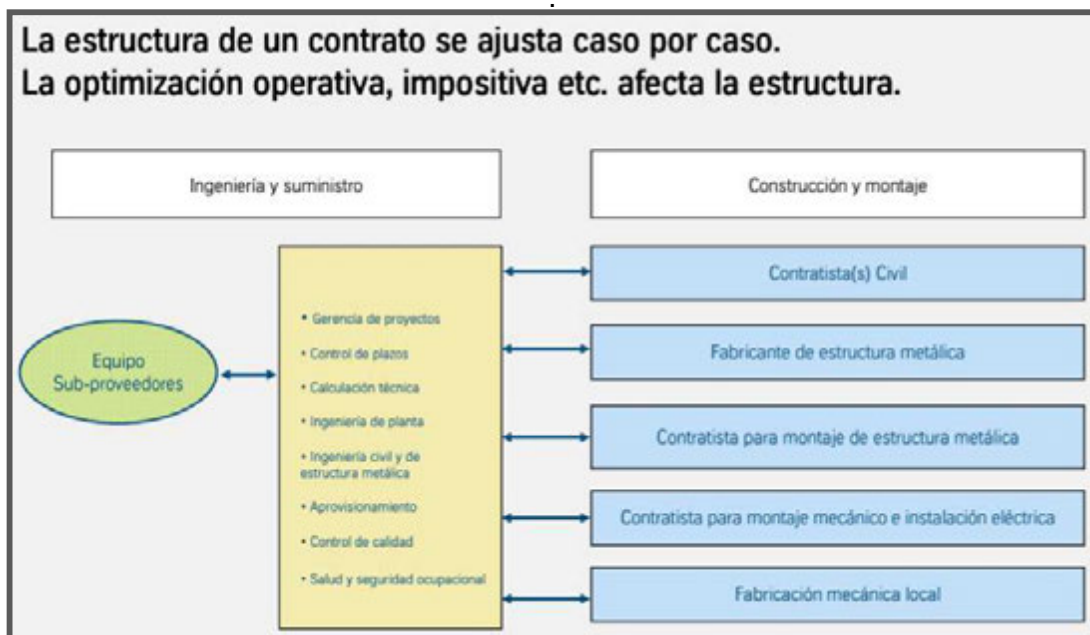 La estructura de un contrato se ajusta caso por caso.
La optimización operativa, impositiva etc. afecta la estructura.
Ingeniería y suministro
Construcción y montaje
Equipo
Sub-proveedores
• Gerencia de proyectos
• Control de plazos
• Calculación técnica
• Ingeniería de planta
• Ingeniería civil y de
estructura metálica
• Aprovisionamiento
• Control de calidad
• Salud y seguridad ocupacional
Contratista(s) Civil
Fabricante de estructura metálica
Contratista para montaje de estructura metálica
Contratista para montaje mecánico e instalación eléctrica
Fabricación mecánica local